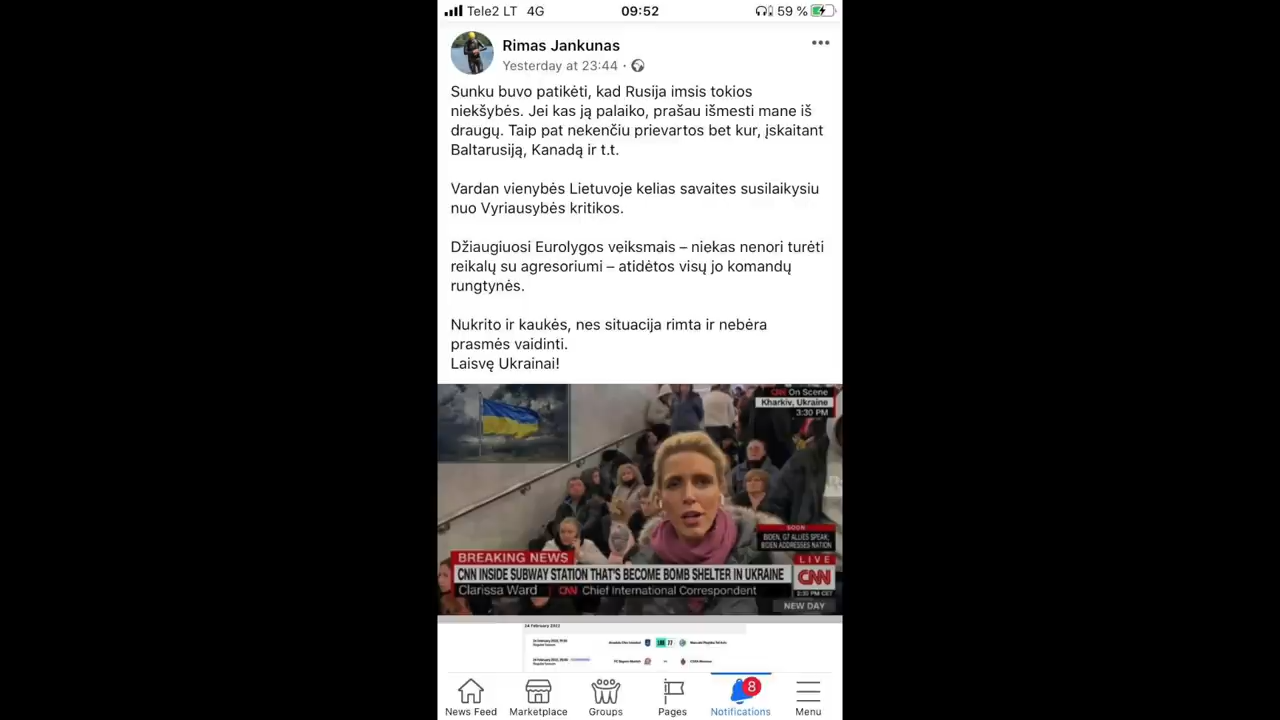 Tele2 LT 4G
09:52
59 %
Rimas Jankunas
Yesterday at 23:44
Sunku buvo patikėti, kad Rusija imsis tokios
niekšybės. Jei kas ją palaiko, prašau išmesti mane iš
draugų. Taip pat nekenčiu prievartos bet kur, įskaitant
Baltarusiją, Kanadą ir t.t.
Vardan vienybės Lietuvoje kelias savaites susilaikysiu
nuo Vyriausybės kritikos.
Džiaugiuosi Eurolygos veiksmais – niekas nenori turėti
reikalų su agresoriumi – atidėtos visų jo komandų
rungtynės.
Nukrito ir kaukės, nes situacija rimta ir nebėra
prasmės vaidinti.
Laisvę Ukrainai!
CNN On Scene
Kharkiv, Ukraine
3:30 PM
SOON
BIDEN, G7 ALLIES SPEAK;
BIDEN ADDRESSES NATION
BREAKING NEWS
CNN INSIDE SUBWAY STATION THAT'S BECOME BOMB SHELTER IN UKRAINE
Clarissa Ward CNN Chief International Correspondent
LIVE
CNN
NEW DAY
8
News Feed
Marketplace
Groups
Pages
Notifications
Menu